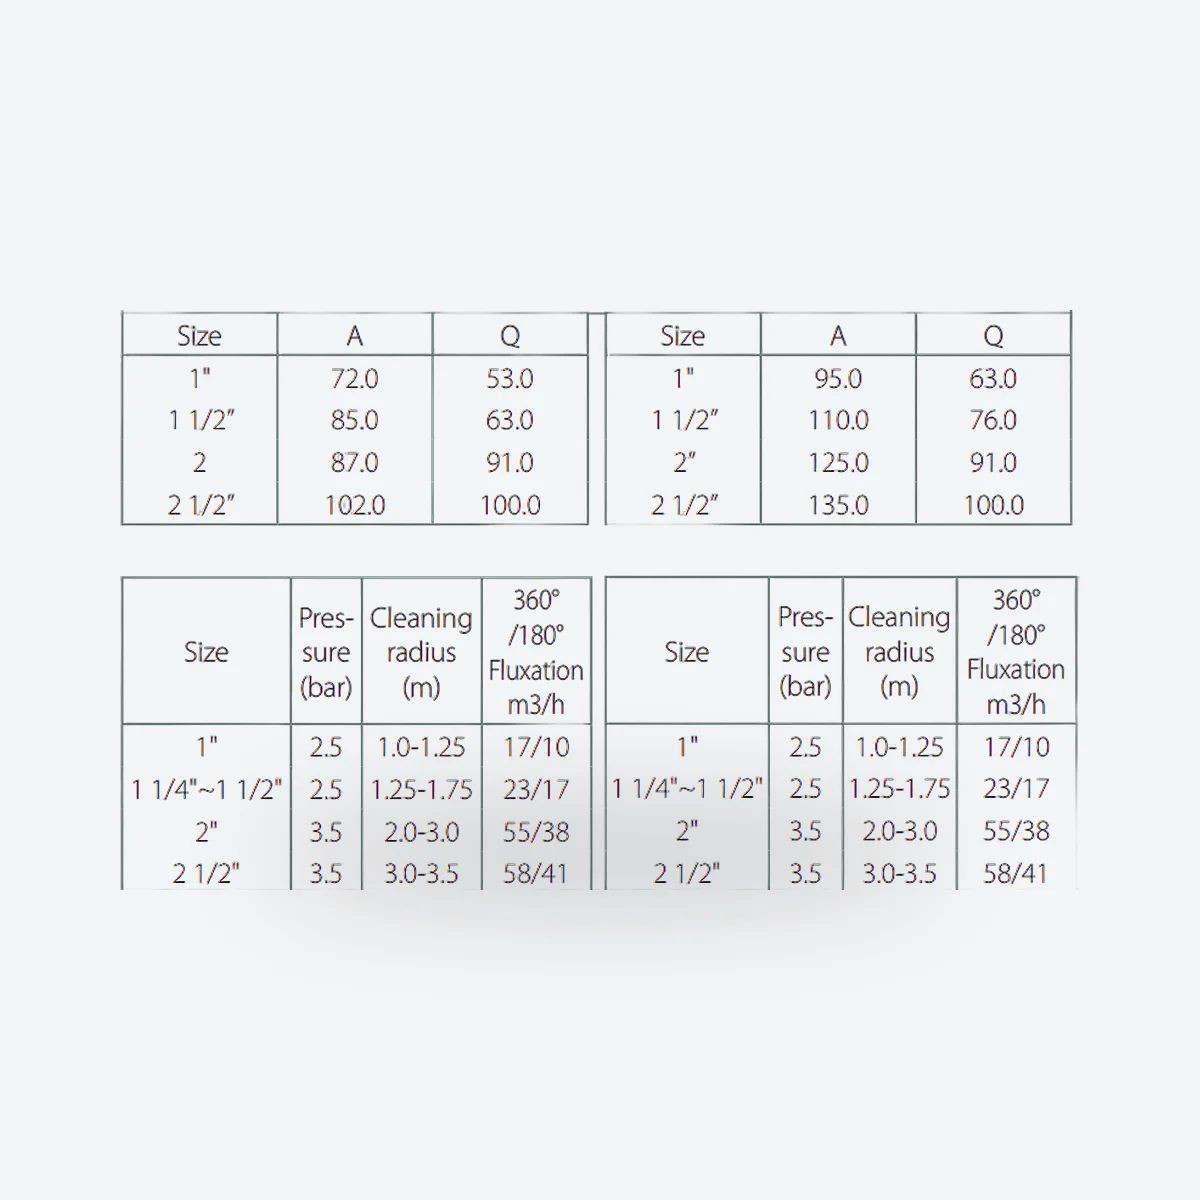 Size A Q
1" 72.0 53.0
1 1/2” 85.0 63.0
2 87.0 91.0
2 1/2” 102.0 100.0
Size A Q
1" 95.0 63.0
1 1/2” 110.0 76.0
2” 125.0 91.0
2 1/2” 135.0 100.0
Size
Pres-
sure
(bar)
Cleaning
radius
(m)
360°
/180°
Fluxation
m3/h
1" 2.5 1.0-1.25 17/10
1 1/4"~1 1/2" 2.5 1.25-1.75 23/17
2" 3.5 2.0-3.0 55/38
2 1/2" 3.5 3.0-3.5 58/41
Size
Pres-
sure
(bar)
Cleaning
radius
(m)
360°
/180°
Fluxation
m3/h
1" 2.5 1.0-1.25 17/10
1 1/4"~1 1/2" 2.5 1.25-1.75 23/17
2" 3.5 2.0-3.0 55/38
2 1/2" 3.5 3.0-3.5 58/41